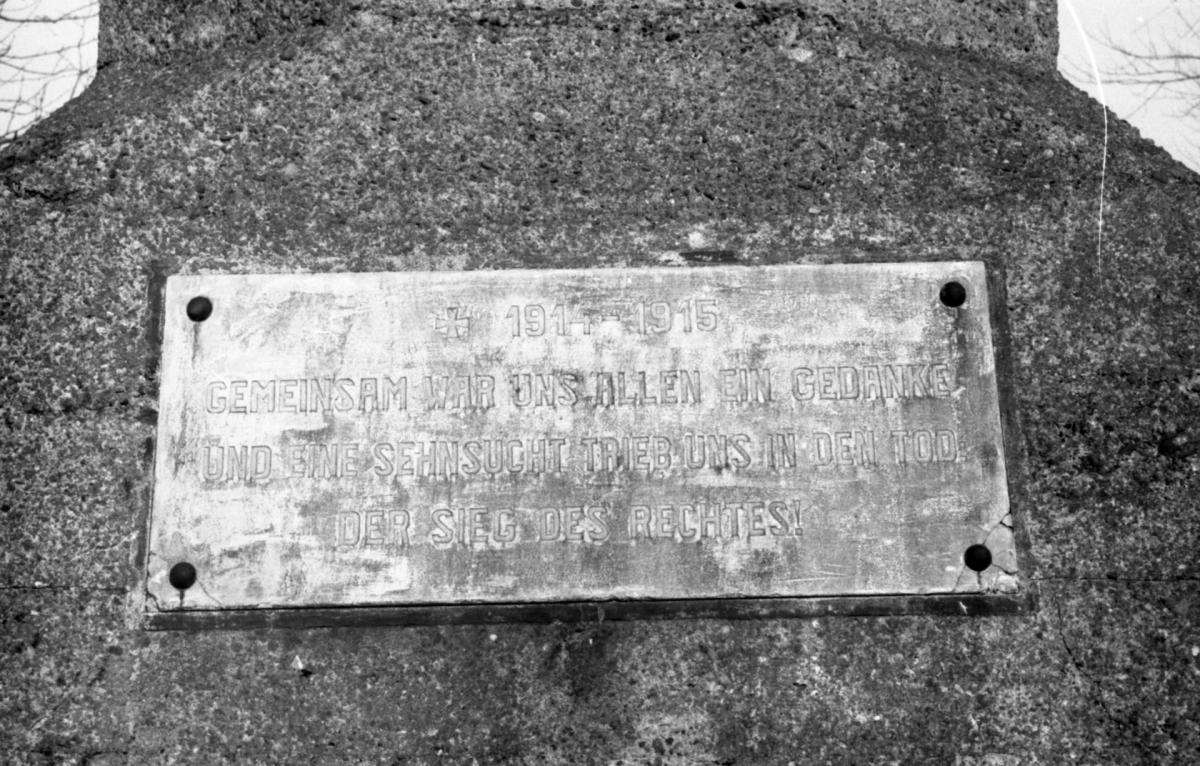 ✠ 1914-1915
GEMEINSAM WAR UNS ALLEN EIN GEDANKE
UND EINE SEHNSUCHT TRIEB UNS IN DEN TOD:
DER SIEG DES RECHTES!